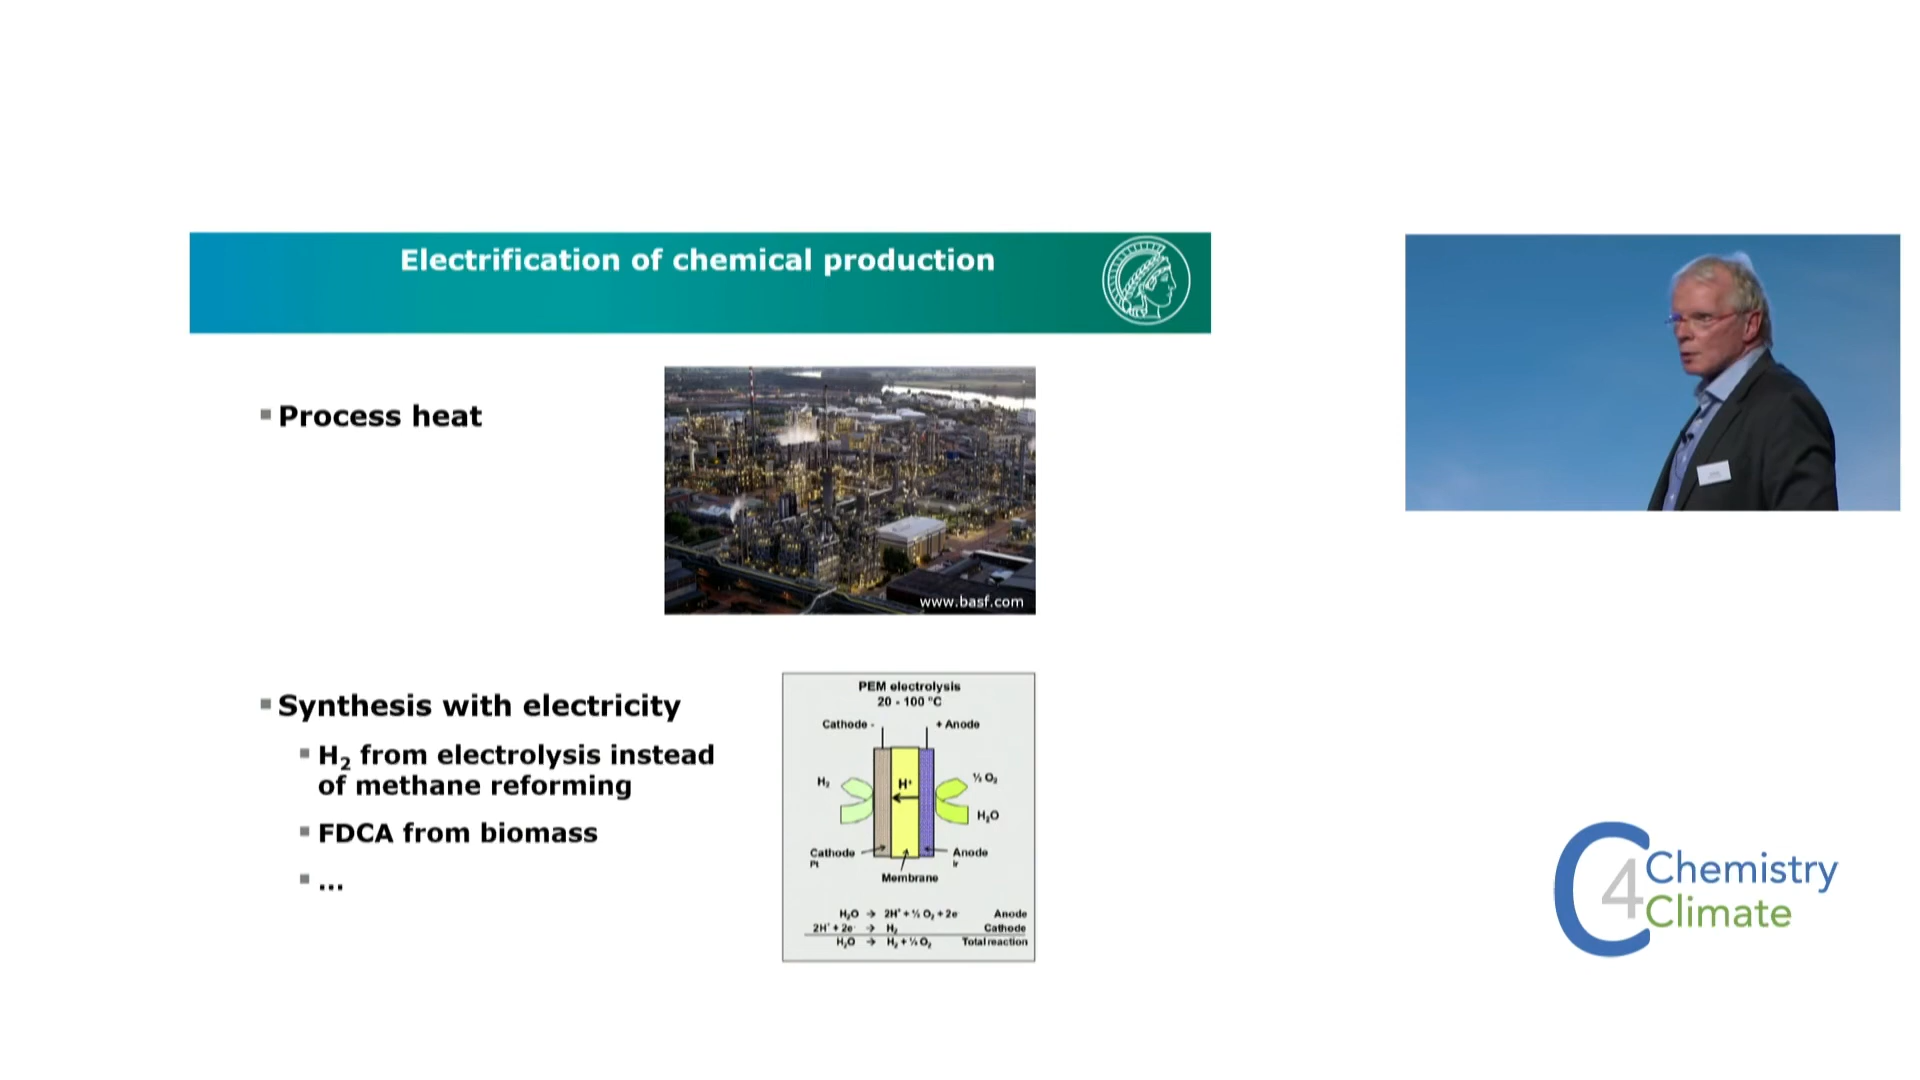 Electrification of chemical production
Process heat
www.basf.com
Synthesis with electricity
H₂ from electrolysis instead
of methane reforming
FDCA from biomass
...
PEM electrolysis
20 - 100 °C
Cathode -
+ Anode
H₂
H⁺
½ O₂
H₂O
Cathode
Pt
Anode
Ir
Membrane
H₂O → 2H⁺ + ½ O₂ + 2e⁻ Anode
2H⁺ + 2e⁻ → H₂ Cathode
H₂O → H₂ + ½ O₂ Total reaction
C4 Chemistry
Climate